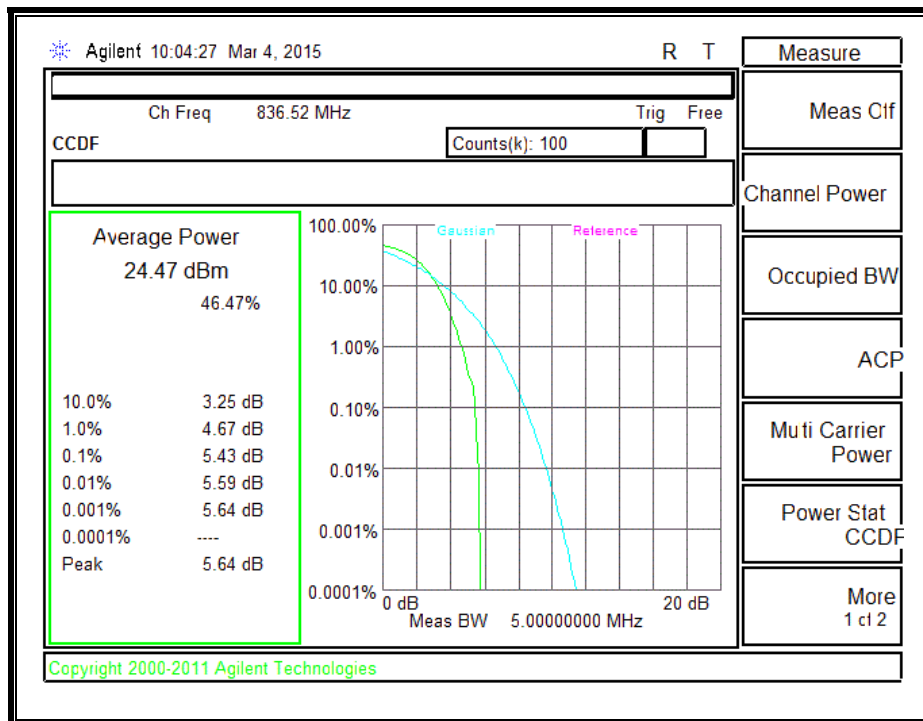 Agilent 10:04:27 Mar 4, 2015 R T
Measure
Ch Freq 836.52 MHz Trig Free
CCDF Counts(k): 100
Average Power
24.47 dBm
46.47%
10.0% 3.25 dB
1.0% 4.67 dB
0.1% 5.43 dB
0.01% 5.59 dB
0.001% 5.64 dB
0.0001% ----
Peak 5.64 dB
Gaussian Reference
100.00%
10.00%
1.00%
0.10%
0.01%
0.001%
0.0001%
0 dB 20 dB
Meas BW 5.00000000 MHz
Meas Off
Channel Power
Occupied BW
ACP
Multi Carrier
Power
Power Stat
CCDF
More
1 of 2
Copyright 2000-2011 Agilent Technologies